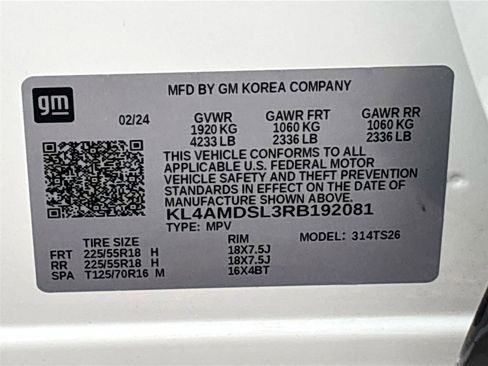 gm
MFD BY GM KOREA COMPANY
02/24 GVWR GAWR FRT GAWR RR
1920 KG 1060 KG 1060 KG
4233 LB 2336 LB 2336 LB
THIS VEHICLE CONFORMS TO ALL
APPLICABLE U.S. FEDERAL MOTOR
VEHICLE SAFETY AND THEFT PREVENTION
STANDARDS IN EFFECT ON THE DATE OF
MANUFACTURE SHOWN ABOVE.
KL4AMDSL3RB192081
TYPE: MPV MODEL: 314TS26
TIRE SIZE RIM
FRT 225/55R18 H 18X7.5J
RR 225/55R18 H 18X7.5J
SPA T125/70R16 M 16X4BT